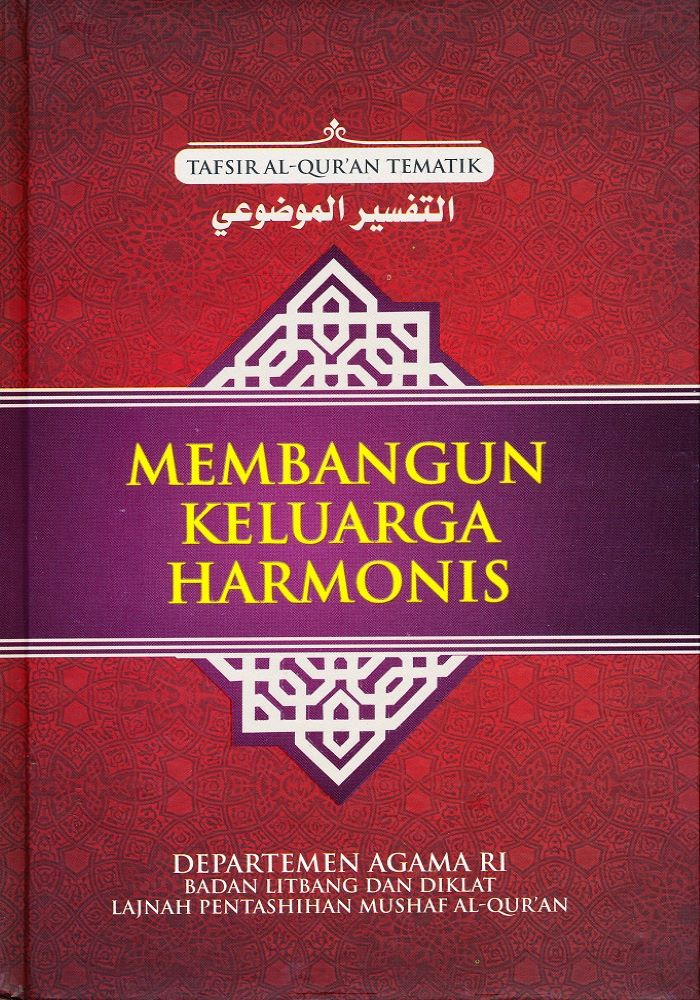 TAFSIR AL-QUR'AN TEMATIK
التفسير الموضوعي
MEMBANGUN
KELUARGA
HARMONIS
DEPARTEMEN AGAMA RI
BADAN LITBANG DAN DIKLAT
LAJNAH PENTASHIHAN MUSHAF AL-QUR'AN